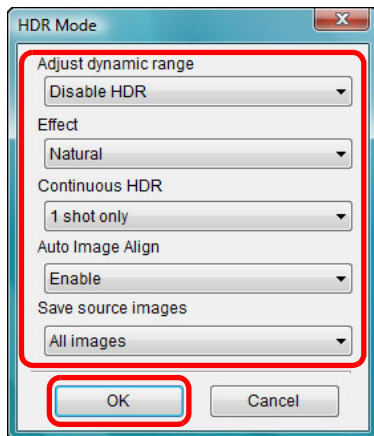 HDR Mode
Adjust dynamic range
Disable HDR
Effect
Natural
Continuous HDR
1 shot only
Auto Image Align
Enable
Save source images
All images
OK Cancel